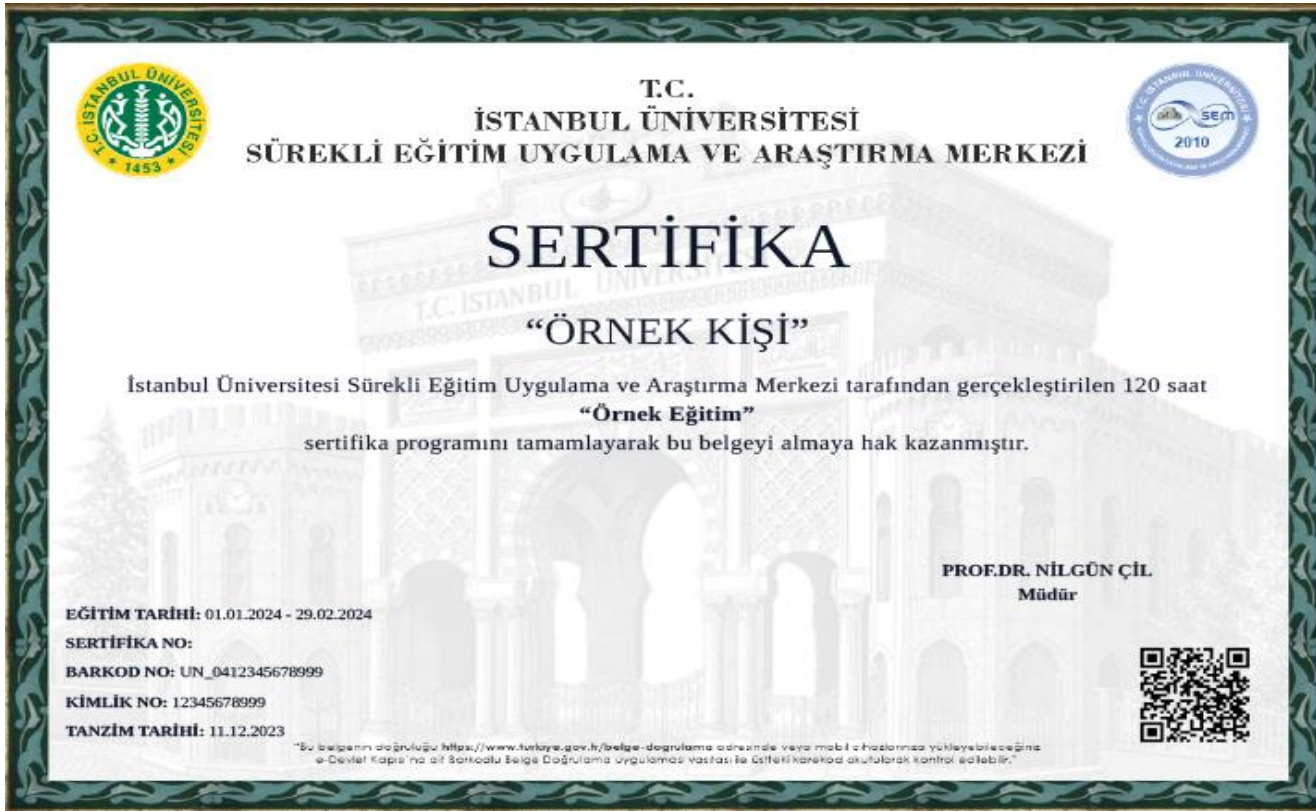 T.C. İSTANBUL ÜNİVERSİTESİ
1453
T.C.
İSTANBUL ÜNİVERSİTESİ
SÜREKLİ EĞİTİM UYGULAMA VE ARAŞTIRMA MERKEZİ
sem
2010
SERTİFİKA
T.C. İSTANBUL ÜNİVERSİTESİ
“ÖRNEK KİŞİ”
İstanbul Üniversitesi Sürekli Eğitim Uygulama ve Araştırma Merkezi tarafından gerçekleştirilen 120 saat
“Örnek Eğitim”
sertifika programını tamamlayarak bu belgeyi almaya hak kazanmıştır.
PROF.DR. NİLGÜN ÇİL
Müdür
EĞİTİM TARİHİ: 01.01.2024 - 29.02.2024
SERTİFİKA NO:
BARKOD NO: UN_0412345678999
KİMLİK NO: 12345678999
TANZİM TARİHİ: 11.12.2023
"Bu belgenin doğruluğu https://www.turkiye.gov.tr/belge-dogrulama adresinde veya mobil cihazlarınıza yükleyebileceğiniz
e-Devlet Kapısı'na ait Barkodlu Belge Doğrulama uygulaması vasıtası ile üstteki karekod okutularak kontrol edilebilir."